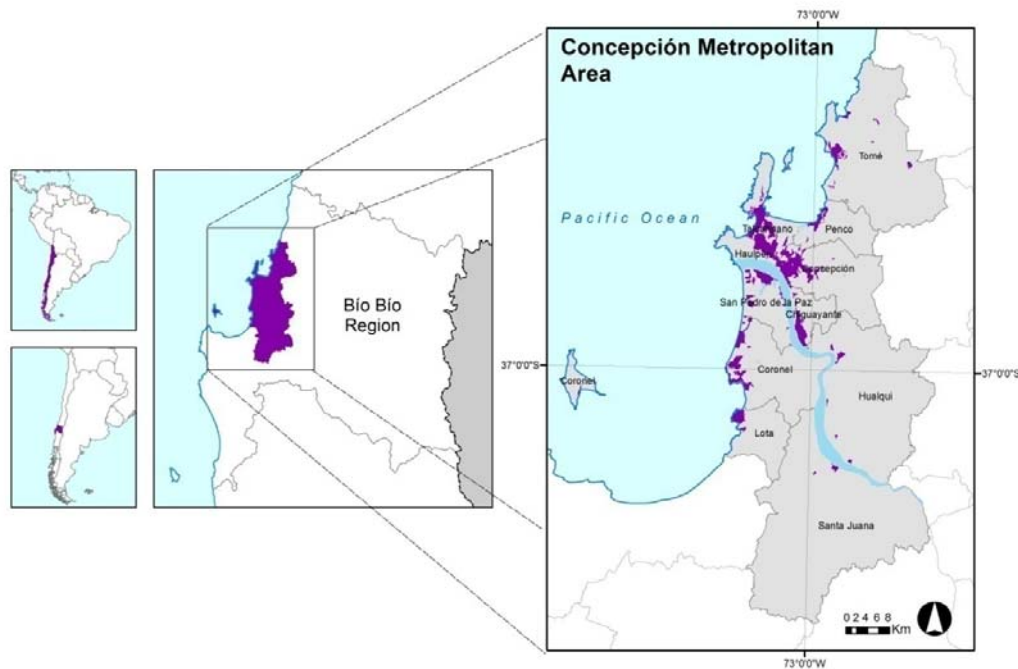 73°0'0"W
Concepción Metropolitan
Area
Tomé
Pacific Ocean
Talcahuano
Penco
Concepción
San Pedro de la Paz
Chiguayante
Bío Bío
Region
37°0'0"S
37°0'0"S
Coronel
Coronel
Hualqui
Lota
Santa Juana
0 2 4 6 8
Km
73°0'0"W